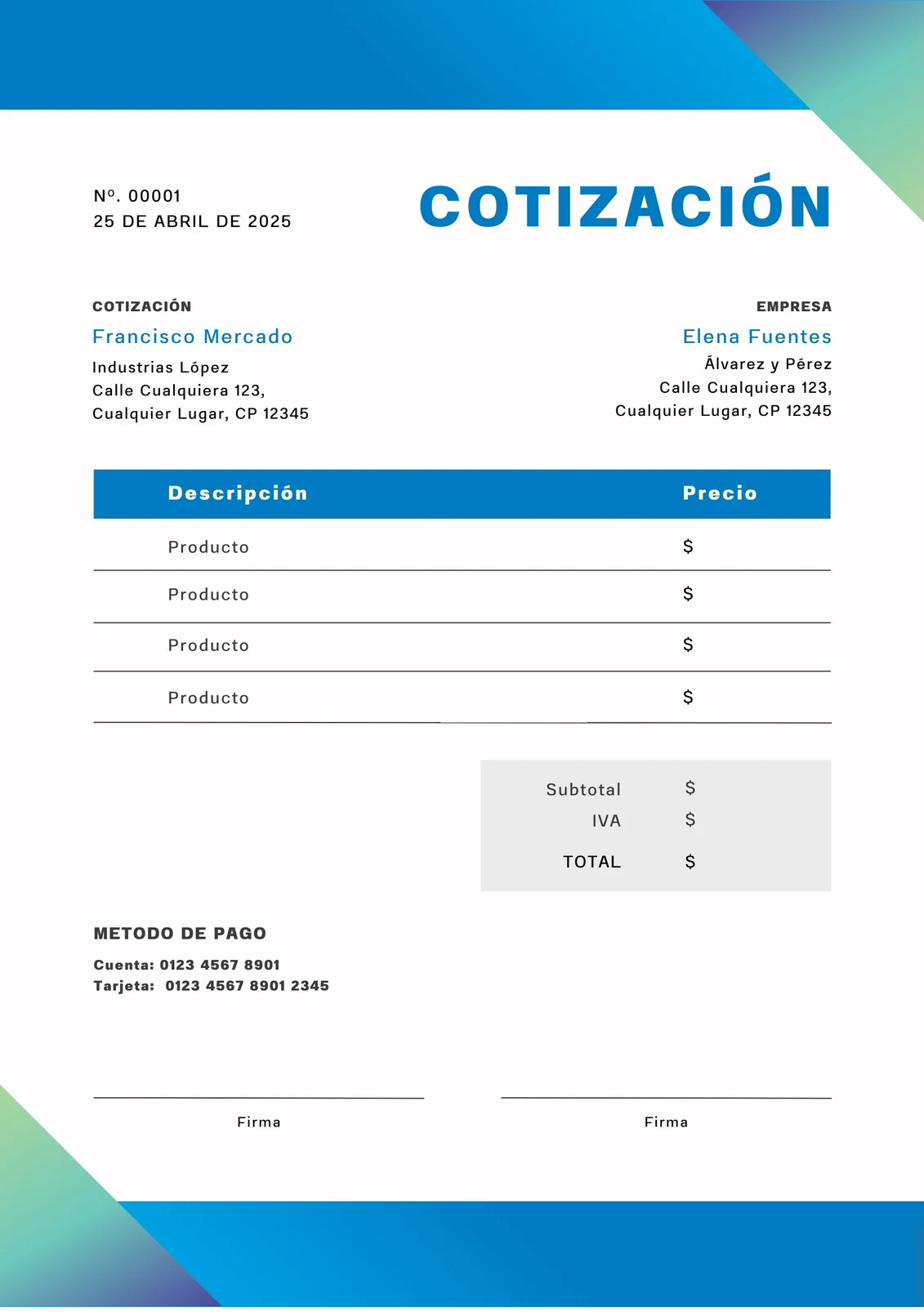 Nº. 00001
25 DE ABRIL DE 2025
COTIZACIÓN
COTIZACIÓN
Francisco Mercado
Industrias López
Calle Cualquiera 123,
Cualquier Lugar, CP 12345
EMPRESA
Elena Fuentes
Álvarez y Pérez
Calle Cualquiera 123,
Cualquier Lugar, CP 12345
Descripción Precio
Producto $
Producto $
Producto $
Producto $
Subtotal $
IVA $
TOTAL $
METODO DE PAGO
Cuenta: 0123 4567 8901
Tarjeta: 0123 4567 8901 2345
Firma Firma